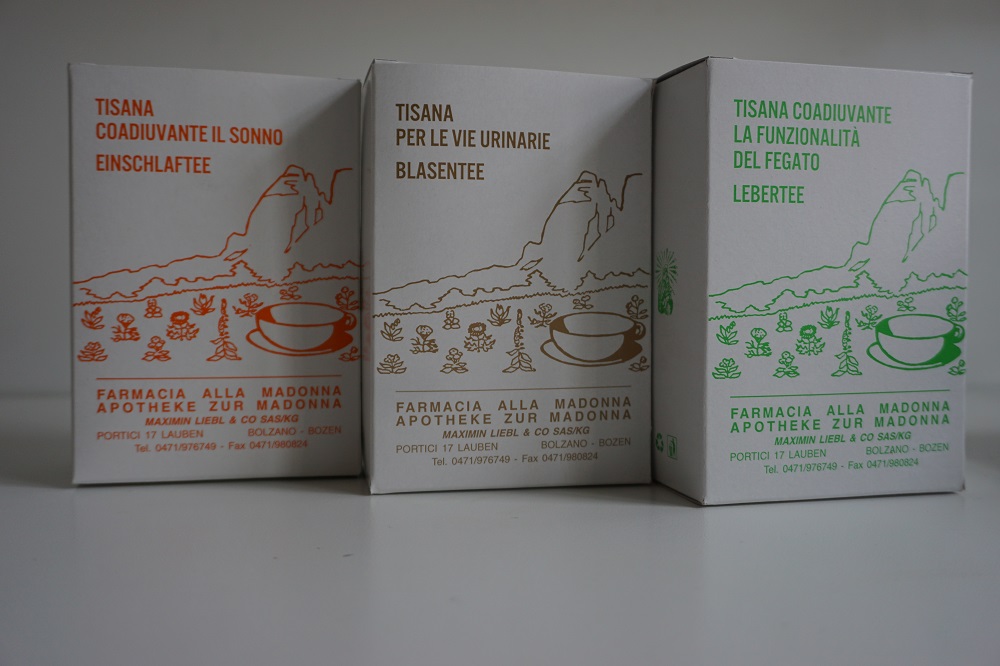 TISANA
COADIUVANTE IL SONNO
EINSCHLAFTEE
FARMACIA ALLA MADONNA
APOTHEKE ZUR MADONNA
MAXIMIN LIEBL & CO SAS/KG
PORTICI 17 LAUBEN BOLZANO - BOZEN
Tel. 0471/976749 - Fax 0471/980824
TISANA
PER LE VIE URINARIE
BLASENTEE
FARMACIA ALLA MADONNA
APOTHEKE ZUR MADONNA
MAXIMIN LIEBL & CO SAS/KG
PORTICI 17 LAUBEN BOLZANO - BOZEN
Tel. 0471/976749 - Fax 0471/980824
TISANA COADIUVANTE
LA FUNZIONALITÀ
DEL FEGATO
LEBERTEE
FARMACIA ALLA MADONNA
APOTHEKE ZUR MADONNA
MAXIMIN LIEBL & CO SAS/KG
PORTICI 17 LAUBEN BOLZANO - BOZEN
Tel. 0471/976749 - Fax 0471/980824